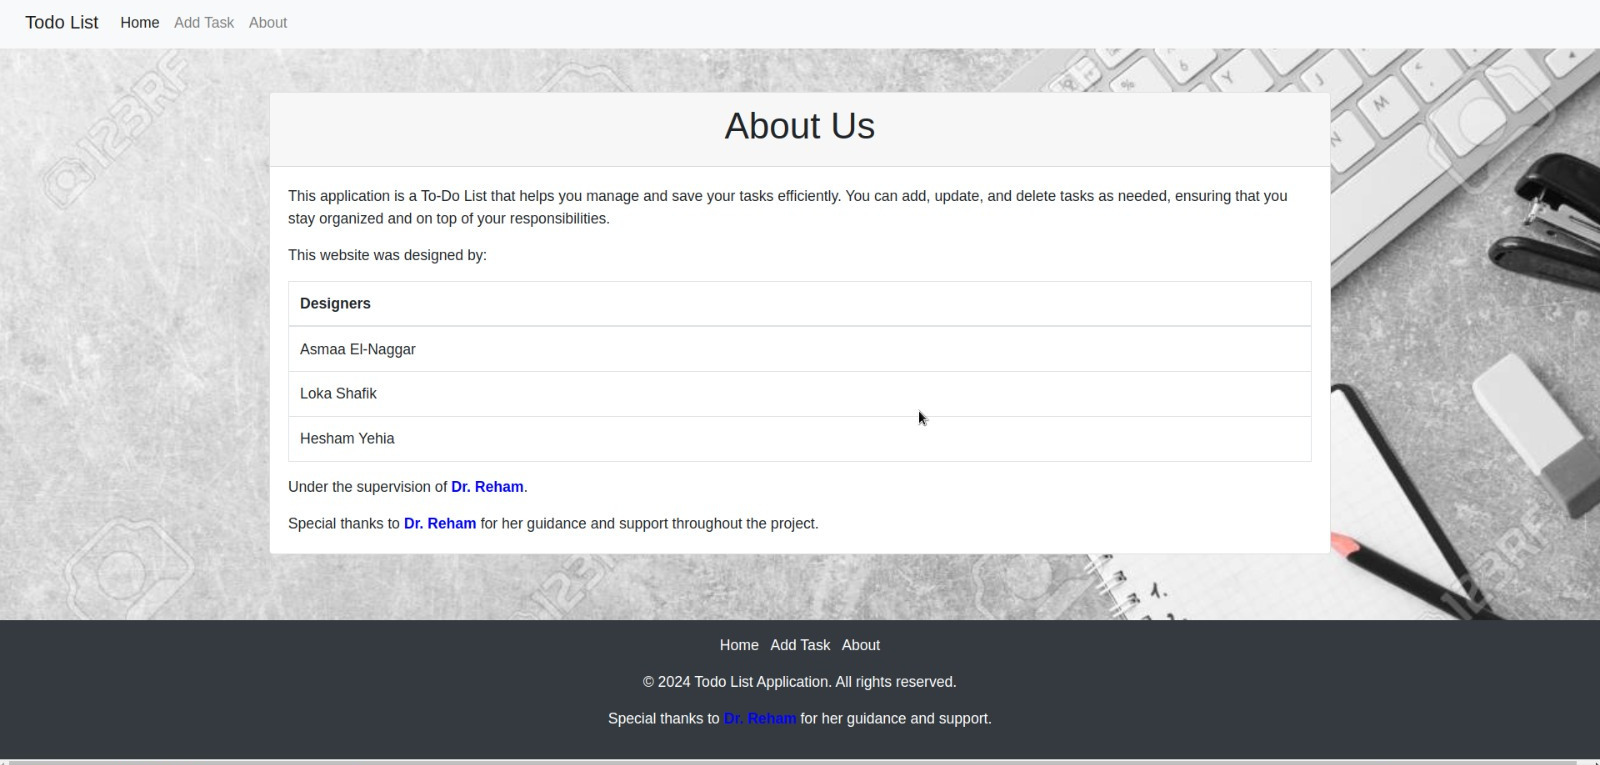 Todo List Home Add Task About
About Us
This application is a To-Do List that helps you manage and save your tasks efficiently. You can add, update, and delete tasks as needed, ensuring that you
stay organized and on top of your responsibilities.
This website was designed by:
Designers
Asmaa El-Naggar
Loka Shafik
Hesham Yehia
Under the supervision of Dr. Reham.
Special thanks to Dr. Reham for her guidance and support throughout the project.
123RF
123RF
123RF
Home Add Task About
© 2024 Todo List Application. All rights reserved.
Special thanks to Dr. Reham for her guidance and support.